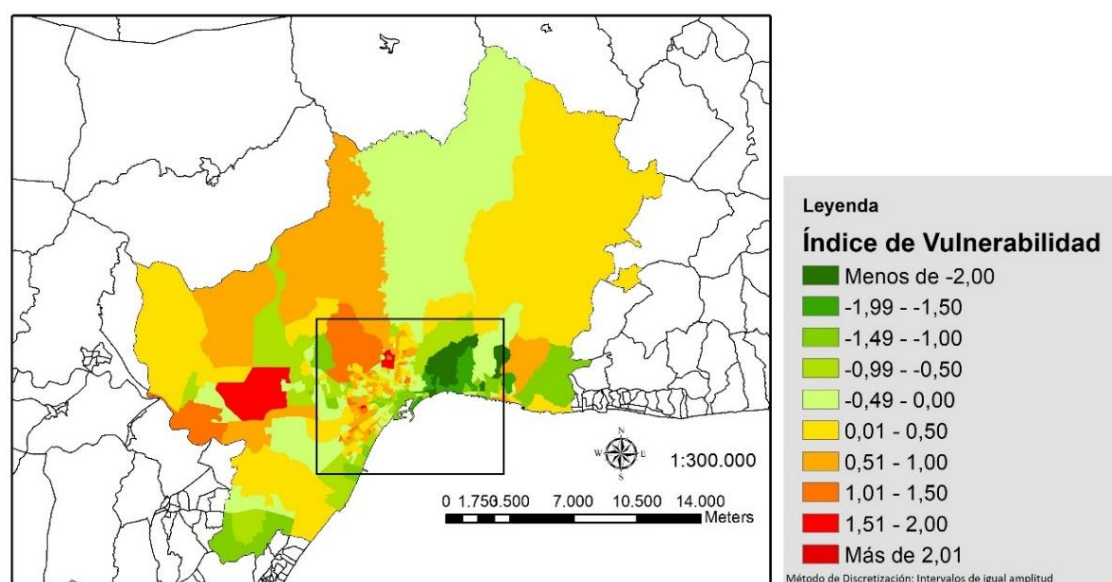 N
W E
S
1:300.000
0 1.750 3.500 7.000 10.500 14.000
Meters
Leyenda
Índice de Vulnerabilidad
Menos de -2,00
-1,99 - -1,50
-1,49 - -1,00
-0,99 - -0,50
-0,49 - 0,00
0,01 - 0,50
0,51 - 1,00
1,01 - 1,50
1,51 - 2,00
Más de 2,01
Método de Discretización: Intervalos de igual amplitud